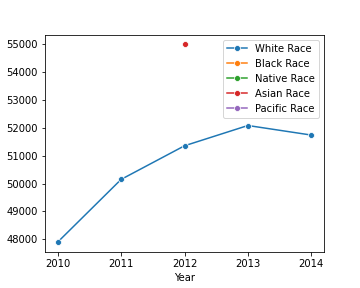 55000
54000
53000
52000
51000
50000
49000
48000
White Race
Black Race
Native Race
Asian Race
Pacific Race
2010 2011 2012 2013 2014
Year